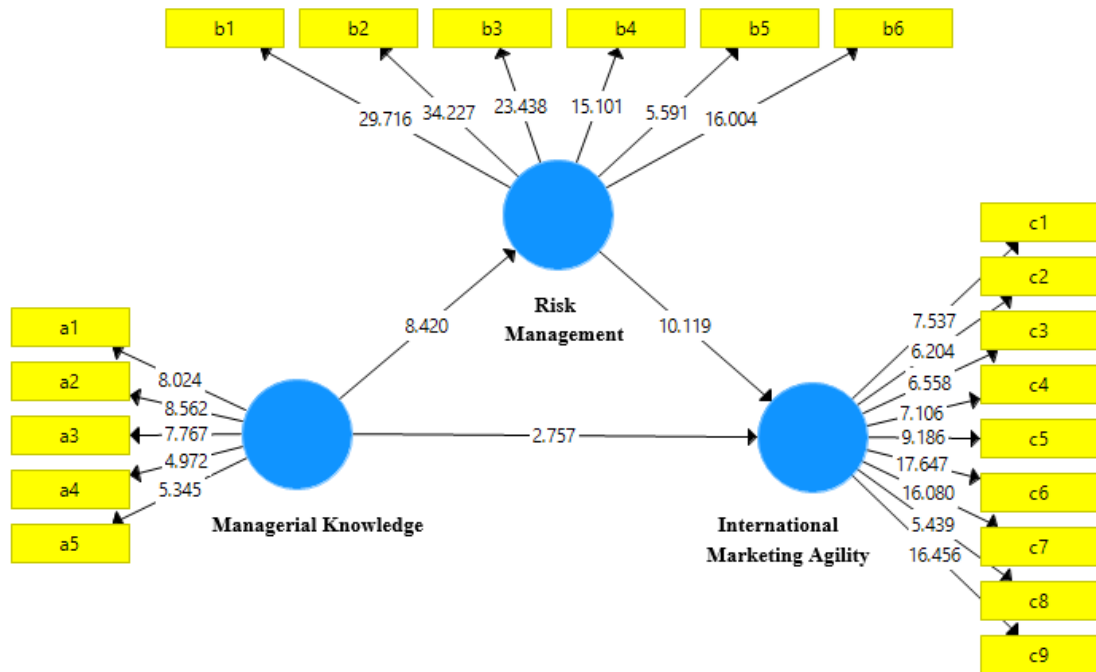 b1
b2
b3
b4
b5
b6
29.716
34.227
23.438
15.101
5.591
16.004
Risk
Management
8.420
10.119
a1
a2
a3
a4
a5
8.024
8.562
7.767
4.972
5.345
Managerial Knowledge
2.757
International
Marketing Agility
7.537
6.204
6.558
7.106
9.186
17.647
16.080
5.439
16.456
c1
c2
c3
c4
c5
c6
c7
c8
c9